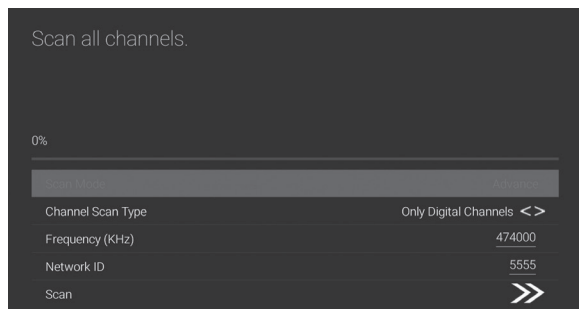 Scan all channels.
0%
Scan Mode Advance
Channel Scan Type Only Digital Channels <>
Frequency (KHz) 474000
Network ID 5555
Scan